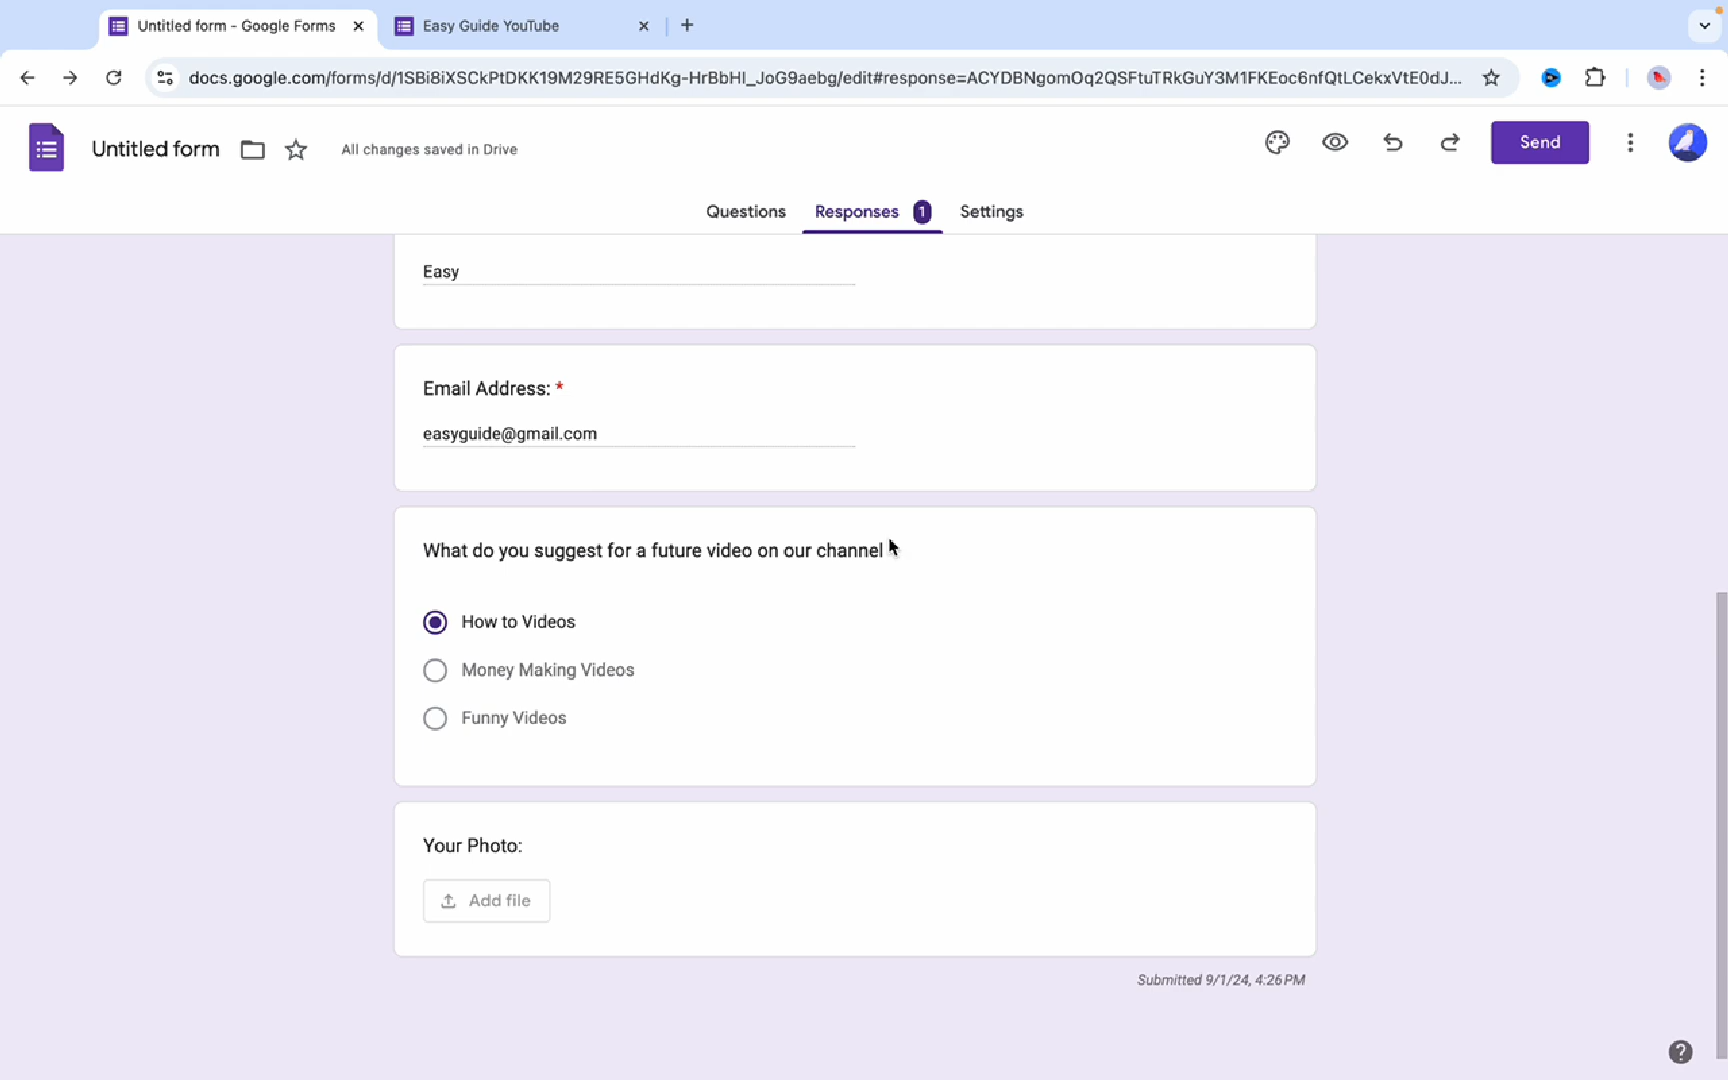 Untitled form - Google Forms
Easy Guide YouTube
docs.google.com/forms/d/1SBi8iXSCkPtDKK19M29RE5GHdKg-HrBbHI_JoG9aebg/edit#response=ACYDBNgomOq2QSFtuTRkGuY3M1FKEoc6nfQtLCekxVtE0dJ...
Untitled form
All changes saved in Drive
Send
Questions
Responses 1
Settings
Easy
Email Address: *
easyguide@gmail.com
What do you suggest for a future video on our channel
How to Videos
Money Making Videos
Funny Videos
Your Photo:
Add file
Submitted 9/1/24, 4:26 PM